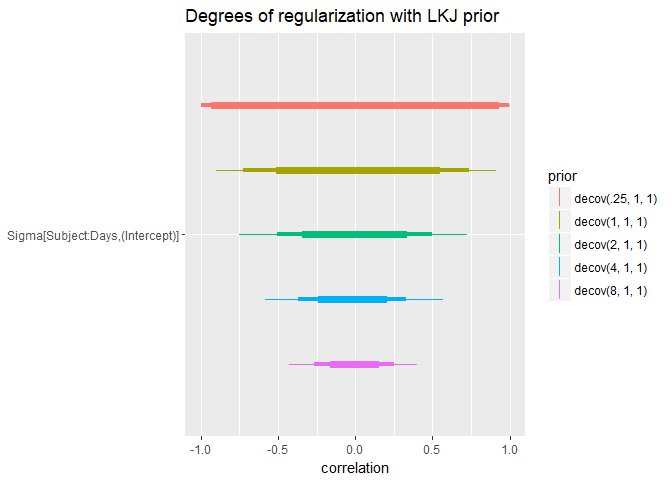 Degrees of regularization with LKJ prior
Sigma[Subject:Days,(Intercept)]
-1.0 -0.5 0.0 0.5 1.0
correlation
prior
decov(.25, 1, 1)
decov(1, 1, 1)
decov(2, 1, 1)
decov(4, 1, 1)
decov(8, 1, 1)